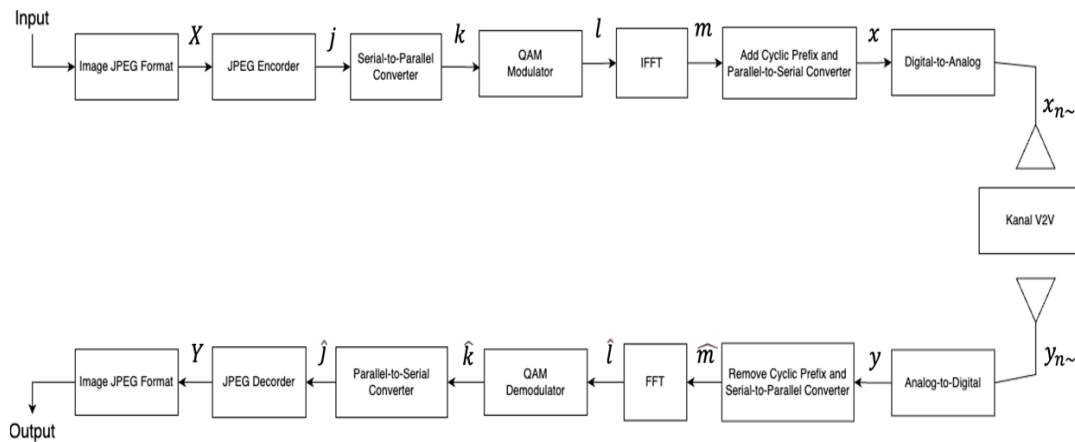 Input
Image JPEG Format
X
JPEG Encorder
j
Serial-to-Parallel
Converter
k
QAM
Modulator
l
IFFT
m
Add Cyclic Prefix and
Parallel-to-Serial Converter
x
Digital-to-Analog
xₙ~
Kanal V2V
yₙ~
Analog-to-Digital
y
Remove Cyclic Prefix and
Serial-to-Parallel Converter
m̂
FFT
l̂
QAM
Demodulator
k̂
Parallel-to-Serial
Converter
ĵ
JPEG Decorder
Y
Image JPEG Format
Output